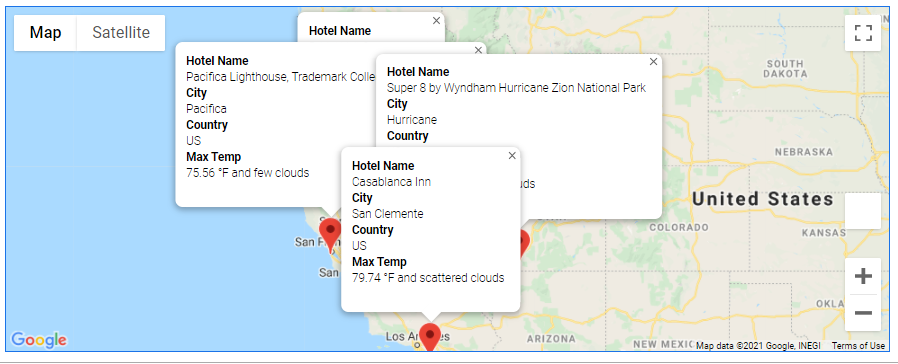 Map Satellite
Hotel Name
Hotel Name
Pacifica Lighthouse, Trademark Colle
City
Pacifica
Country
US
Max Temp
75.56 °F and few clouds
Hotel Name
Super 8 by Wyndham Hurricane Zion National Park
City
Hurricane
Country
Hotel Name
Casablanca Inn
City
San Clemente
Country
US
Max Temp
79.74 °F and scattered clouds
SOUTH
DAKOTA
NEBRASKA
United States
COLORADO
KANSAS
San Fran
San
OKLA
Los Angeles
ARIZONA
NEW MEXIC
Google
Map data ©2021 Google, INEGI Terms of Use